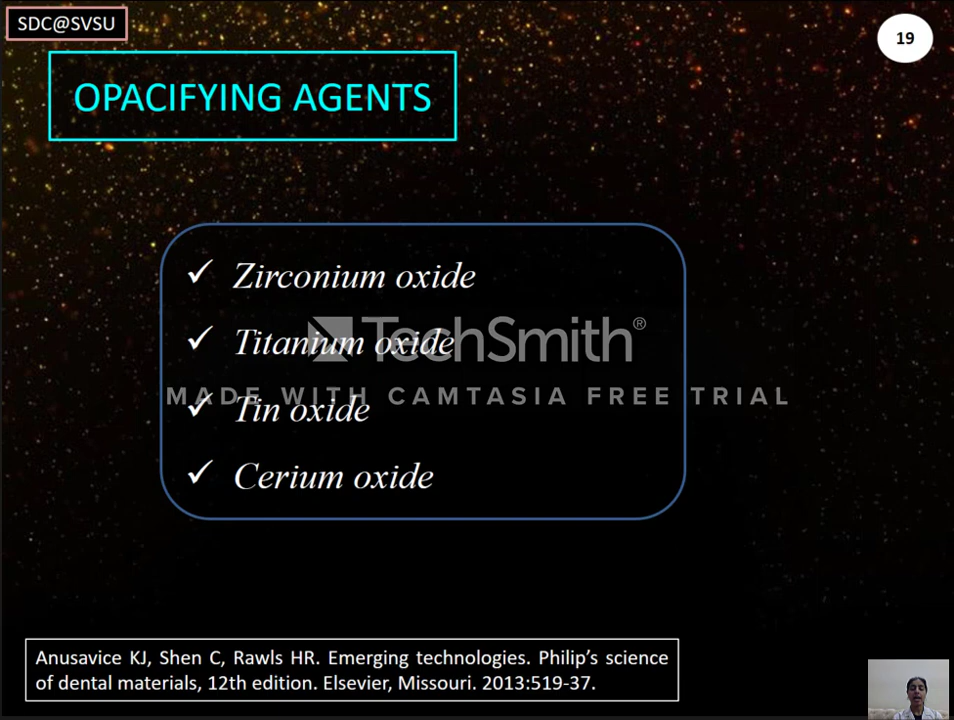 SDC@SVSU
19
OPACIFYING AGENTS
✓ Zirconium oxide
✓ Titanium oxide
TechSmith®
MADE WITH CAMTASIA FREE TRIAL
✓ Tin oxide
✓ Cerium oxide
Anusavice KJ, Shen C, Rawls HR. Emerging technologies. Philip’s science
of dental materials, 12th edition. Elsevier, Missouri. 2013:519-37.